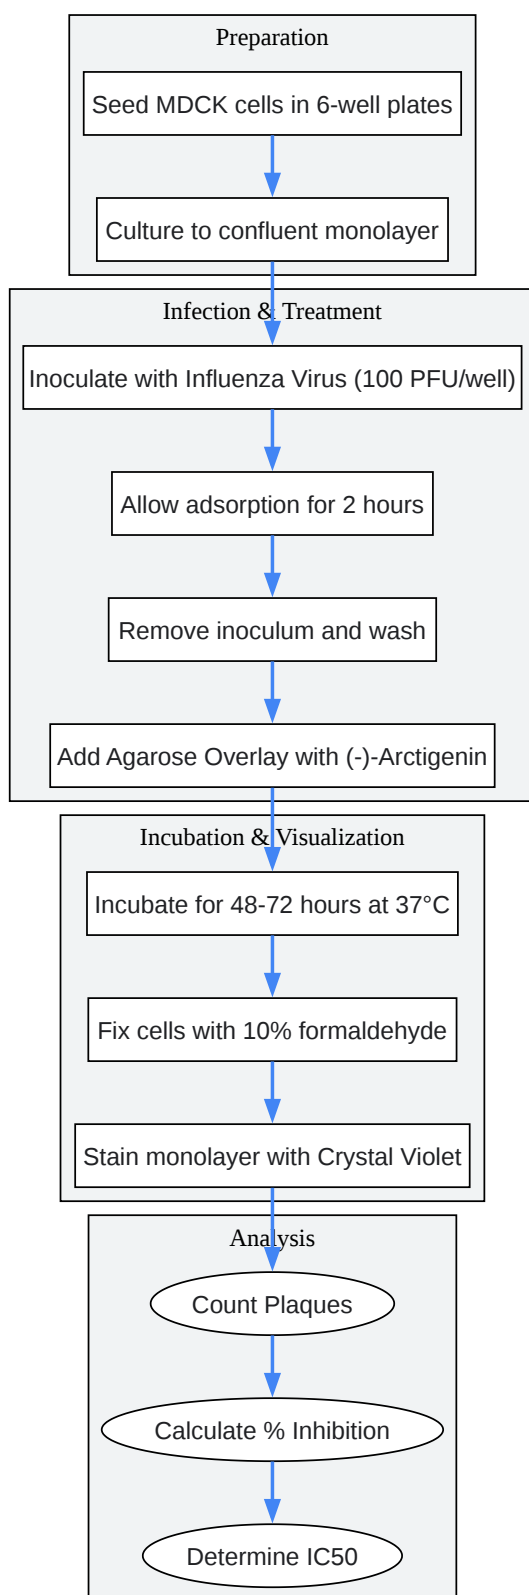 Preparation
Seed MDCK cells in 6-well plates
Culture to confluent monolayer
Infection & Treatment
Inoculate with Influenza Virus (100 PFU/well)
Allow adsorption for 2 hours
Remove inoculum and wash
Add Agarose Overlay with (-)-Arctigenin
Incubation & Visualization
Incubate for 48-72 hours at 37°C
Fix cells with 10% formaldehyde
Stain monolayer with Crystal Violet
Analysis
Count Plaques
Calculate % Inhibition
Determine IC50